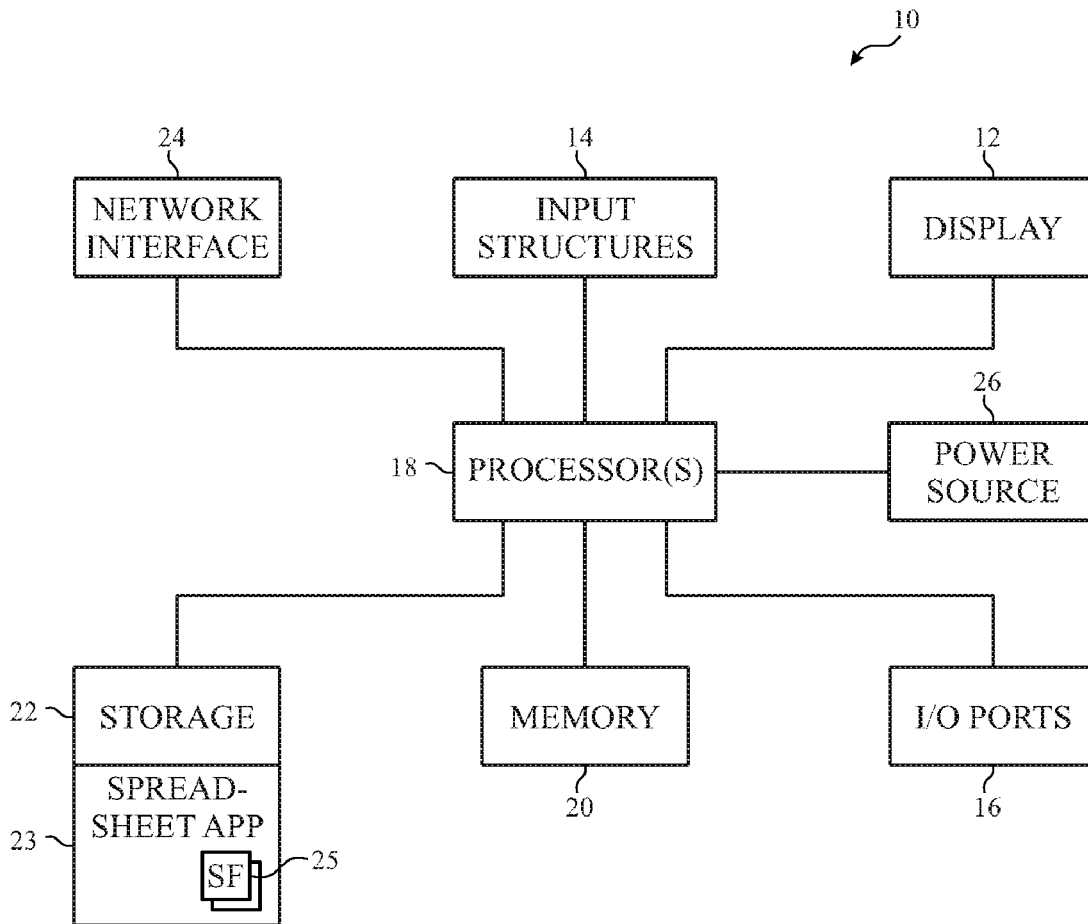 10
24
14
12
NETWORK
INTERFACE
INPUT
STRUCTURES
DISPLAY
26
18
PROCESSOR(S)
POWER
SOURCE
22
STORAGE
MEMORY
I/O PORTS
20
16
23
SPREAD-
SHEET APP
SF
25